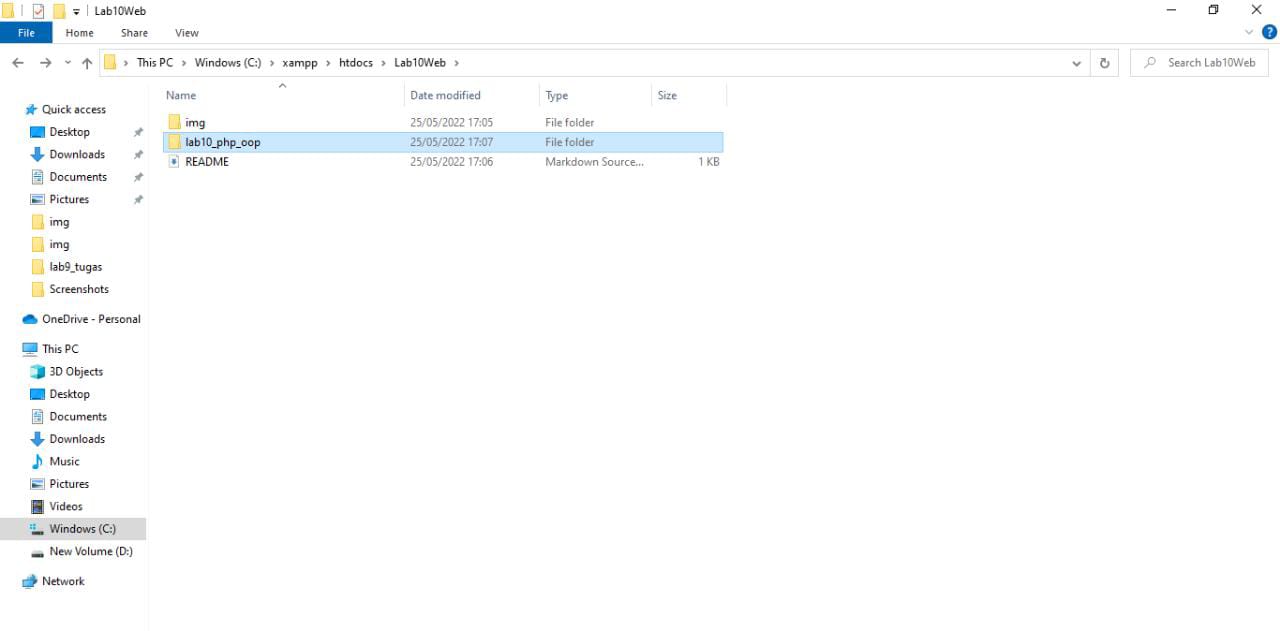 Lab10Web
File Home Share View
This PC Windows (C:) xampp htdocs Lab10Web
Search Lab10Web
Quick access
Desktop
Downloads
Documents
Pictures
img
img
lab9_tugas
Screenshots
OneDrive - Personal
This PC
3D Objects
Desktop
Documents
Downloads
Music
Pictures
Videos
Windows (C:)
New Volume (D:)
Network
Name Date modified Type Size
img 25/05/2022 17:05 File folder
lab10_php_oop 25/05/2022 17:07 File folder
README 25/05/2022 17:06 Markdown Source... 1 KB